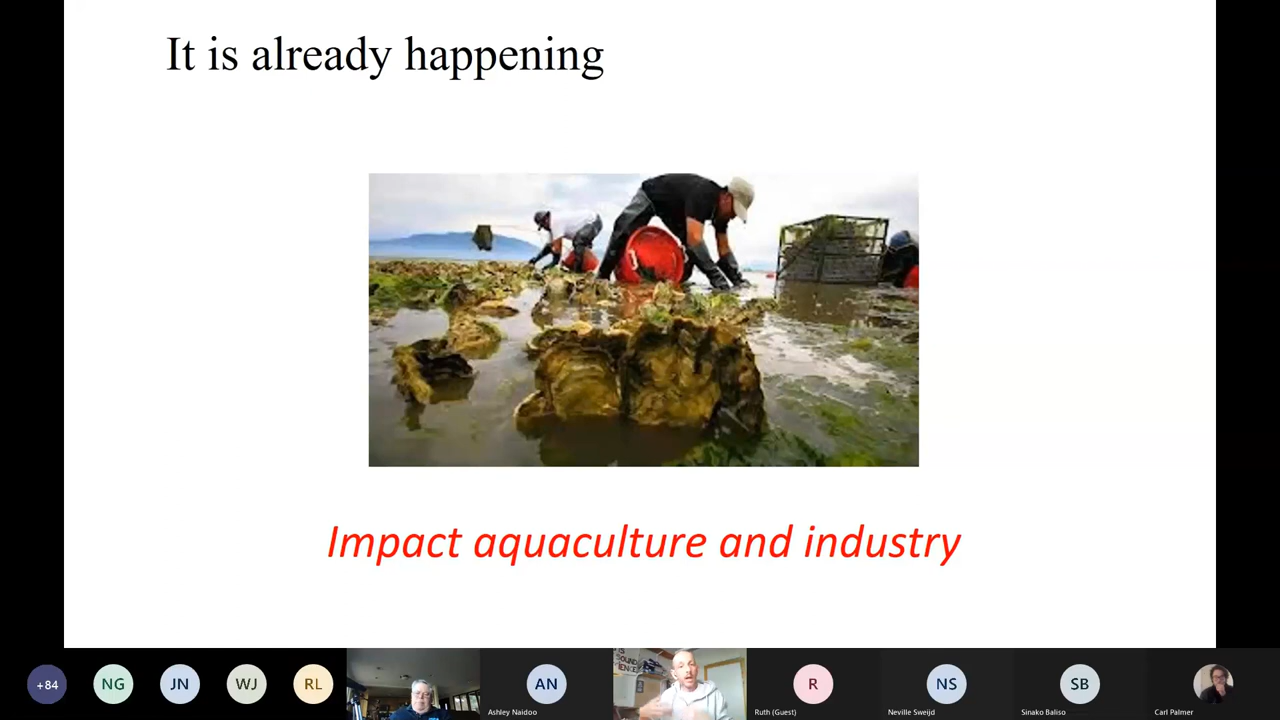 It is already happening
Impact aquaculture and industry
+84
NG
JN
WJ
RL
AN
Ashley Naidoo
R
Ruth (Guest)
NS
Neville Sweijd
SB
Sinako Baliso
Carl Palmer